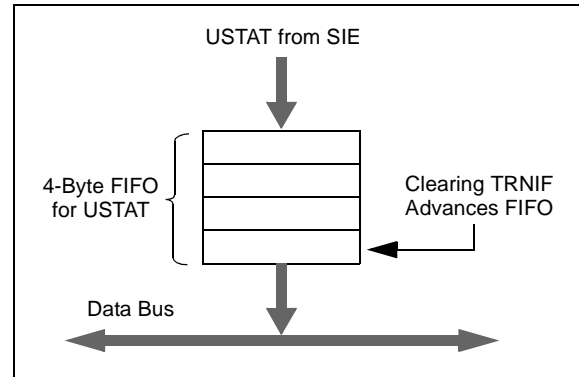 USTAT from SIE
4-Byte FIFO
for USTAT
Clearing TRNIF
Advances FIFO
Data Bus